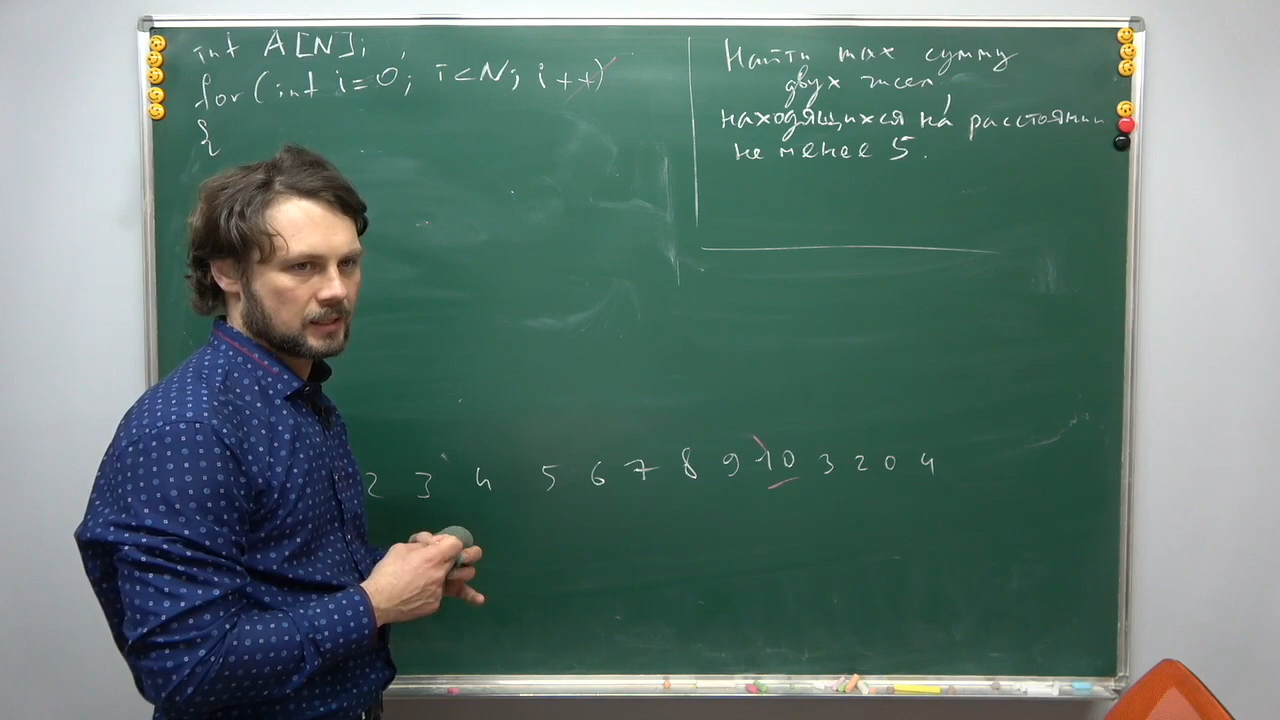 int A[N];
for(int i=0; i<N; i++)
{
Найти max сумму
двух чисел,
находящихся на расстоянии
не менее 5.
2 3 4 5 6 7 8 9 10 3 2 0 4